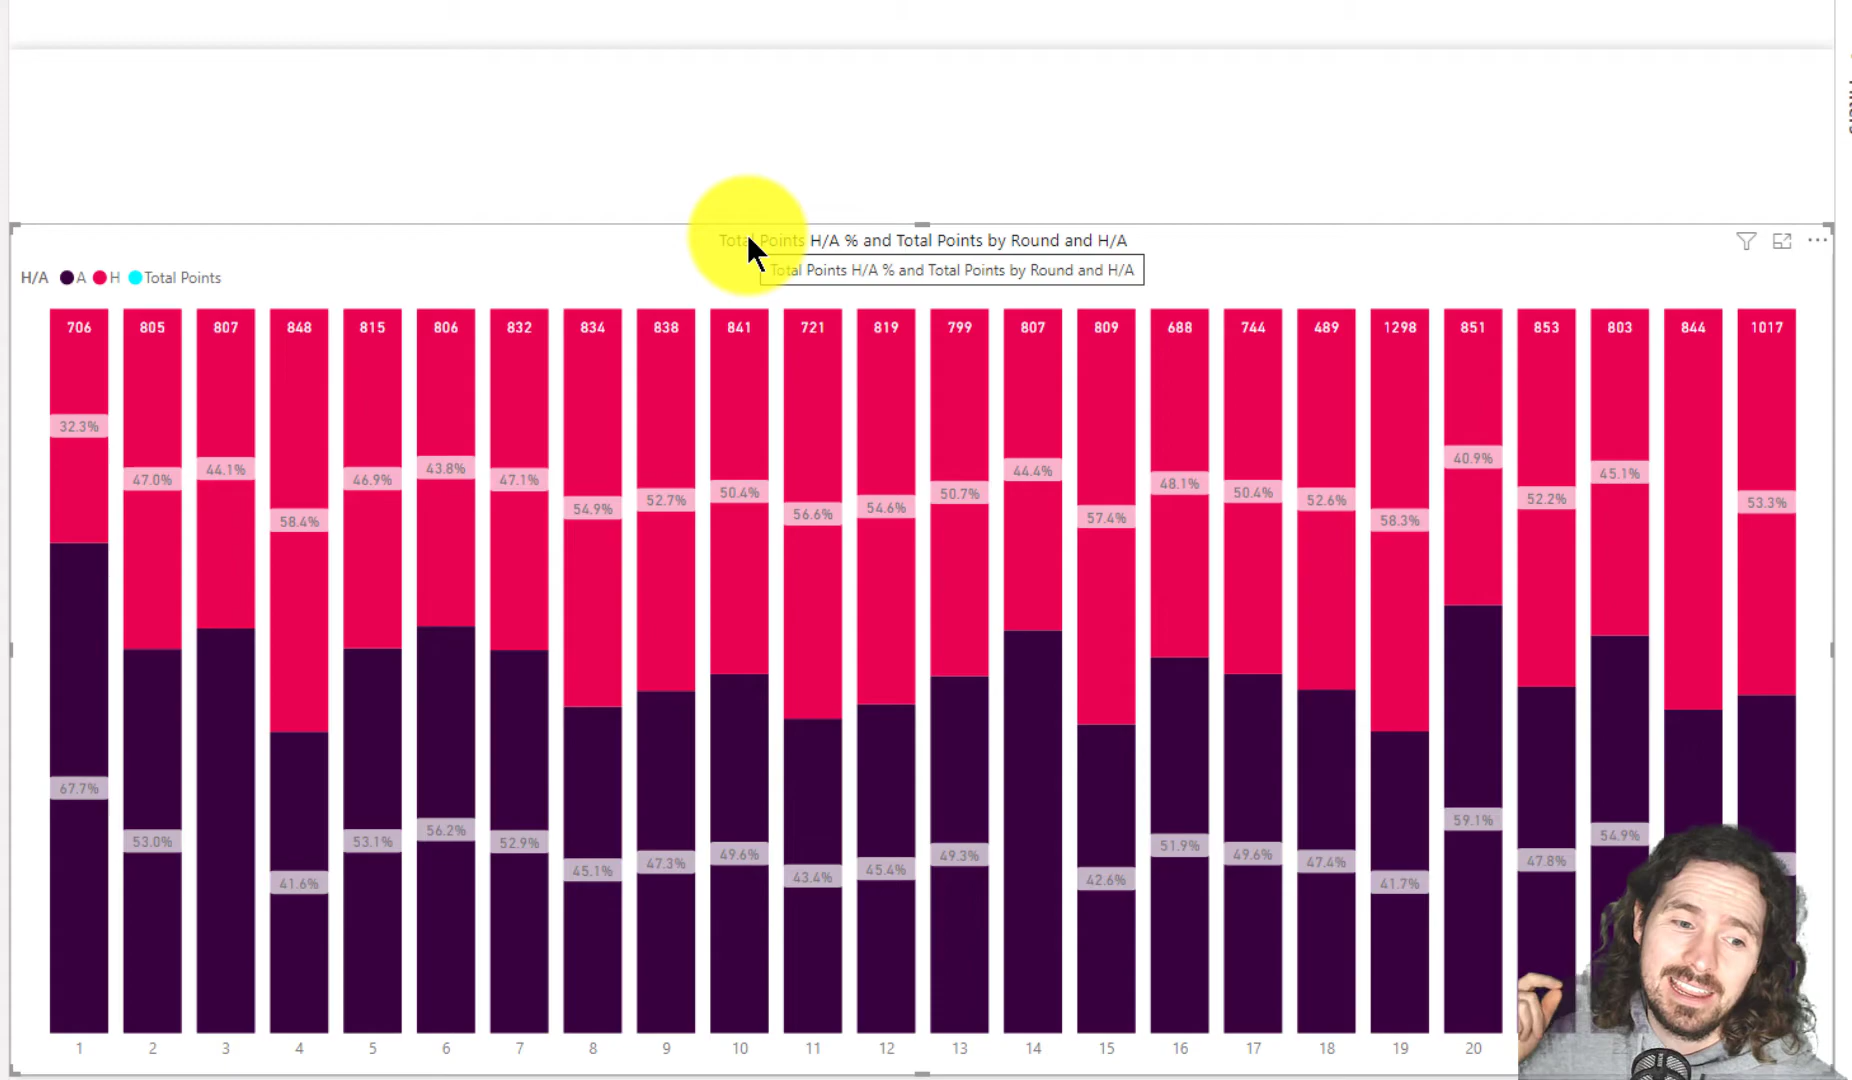 Total Points H/A % and Total Points by Round and H/A
Total Points H/A % and Total Points by Round and H/A
H/A A H Total Points
706 805 807 848 815 806 832 834 838 841 721 819 799 807 809 688 744 489 1298 851 853 803 844 1017
32.3% 47.0% 44.1% 58.4% 46.9% 43.8% 47.1% 54.9% 52.7% 50.4% 56.6% 54.6% 50.7% 44.4% 57.4% 48.1% 50.4% 52.6% 58.3% 40.9% 52.2% 45.1% 53.3%
67.7% 53.0% 41.6% 53.1% 56.2% 52.9% 45.1% 47.3% 49.6% 43.4% 45.4% 49.3% 42.6% 51.9% 49.6% 47.4% 41.7% 59.1% 47.8% 54.9%
1 2 3 4 5 6 7 8 9 10 11 12 13 14 15 16 17 18 19 20